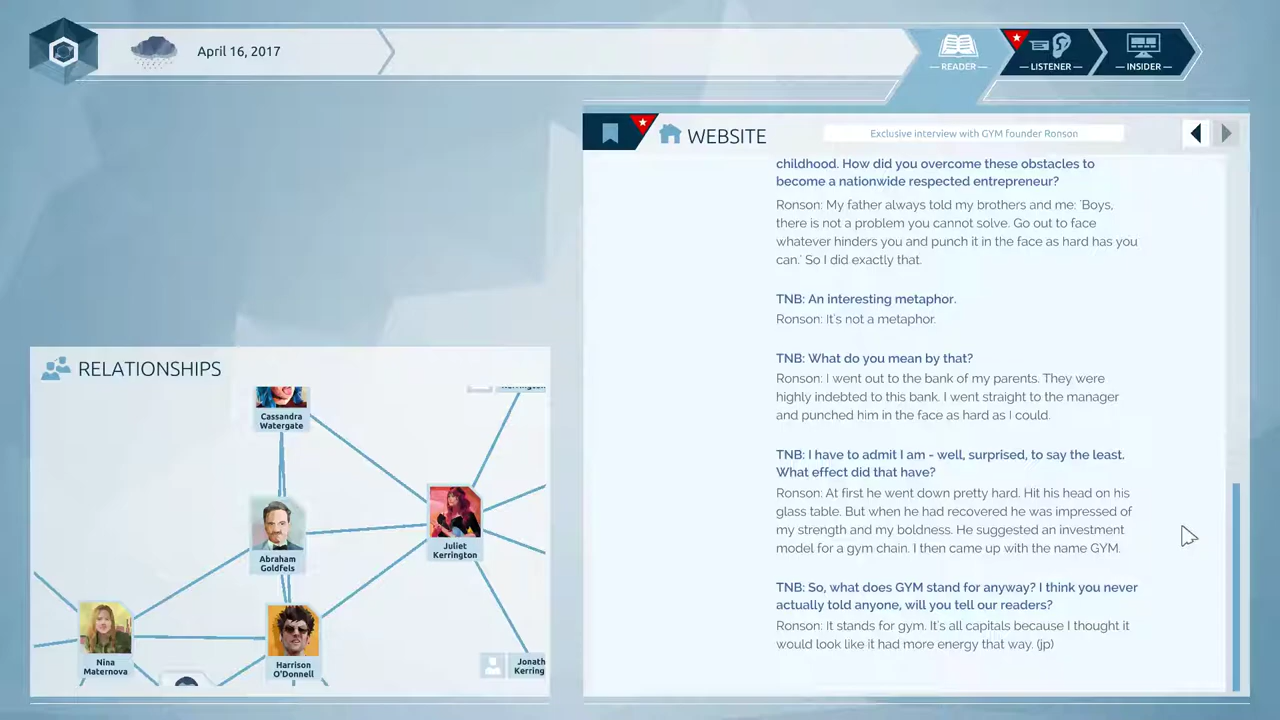 April 16, 2017
— READER —
— LISTENER —
— INSIDER —
WEBSITE
Exclusive interview with GYM founder Ronson
childhood. How did you overcome these obstacles to
become a nationwide respected entrepreneur?
Ronson: My father always told my brothers and me: 'Boys,
there is not a problem you cannot solve. Go out to face
whatever hinders you and punch it in the face as hard has you
can.' So I did exactly that.
TNB: An interesting metaphor.
Ronson: It's not a metaphor.
TNB: What do you mean by that?
Ronson: I went out to the bank of my parents. They were
highly indebted to this bank. I went straight to the manager
and punched him in the face as hard as I could.
TNB: I have to admit I am - well, surprised, to say the least.
What effect did that have?
Ronson: At first he went down pretty hard. Hit his head on his
glass table. But when he had recovered he was impressed of
my strength and my boldness. He suggested an investment
model for a gym chain. I then came up with the name GYM.
TNB: So, what does GYM stand for anyway? I think you never
actually told anyone, will you tell our readers?
Ronson: It stands for gym. It's all capitals because I thought it
would look like it had more energy that way. (jp)
RELATIONSHIPS
Cassandra
Watergate
Abraham
Goldfels
Juliet
Kerrington
Nina
Maternova
Harrison
O'Donnell
Jonath
Kerring